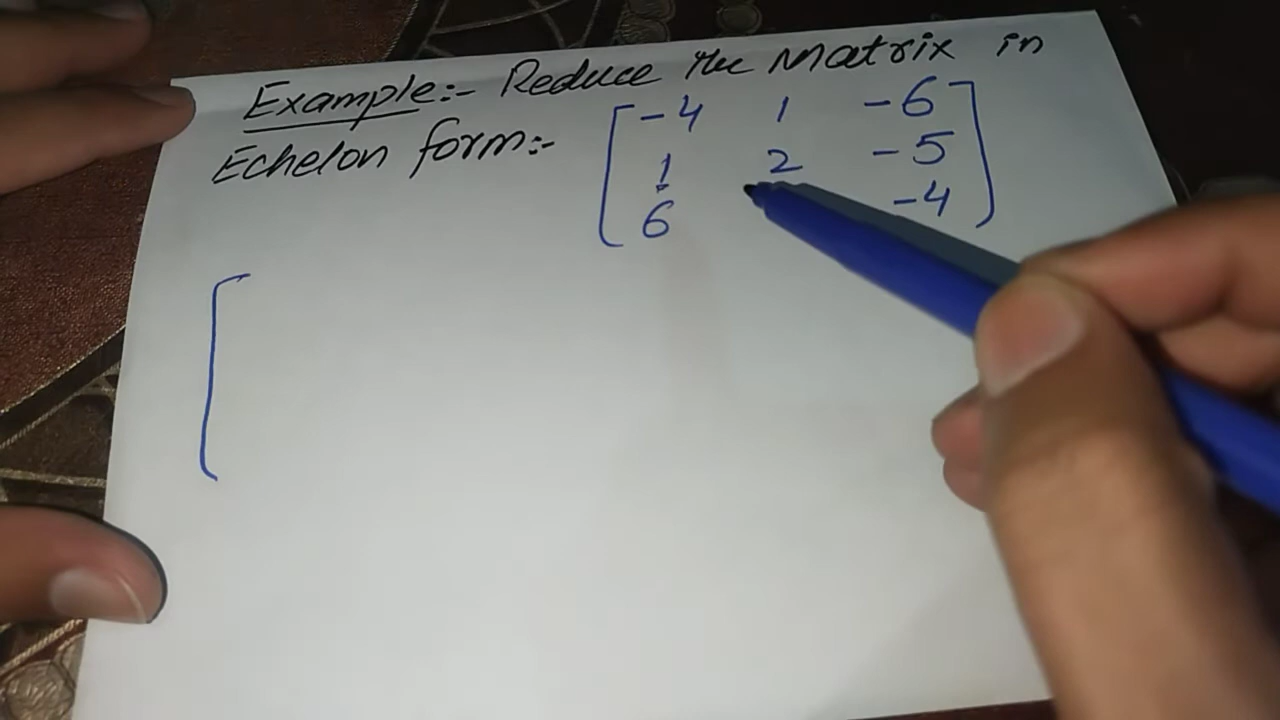 Example:- Reduce the Matrix in
Echelon form:- [ -4 1 -6
1 2 -5
6 -4 ]
[